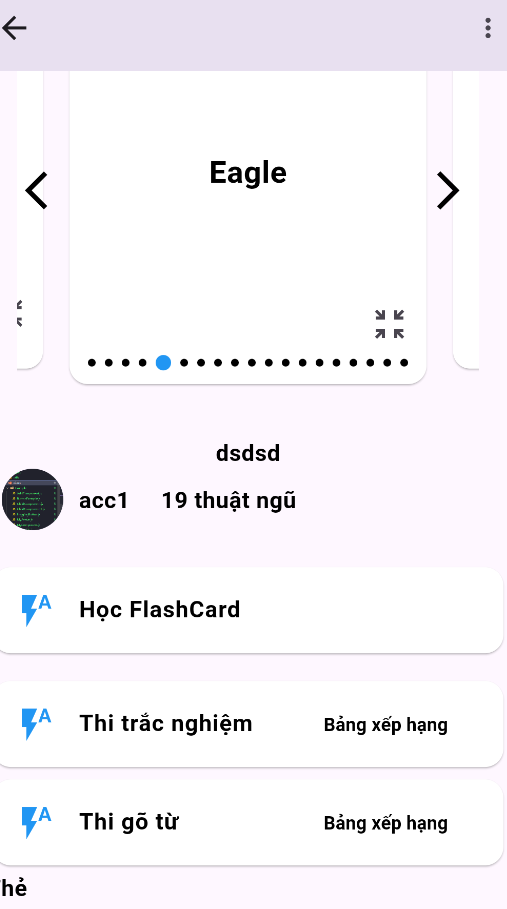 Eagle
dsdsd
acc1 19 thuật ngũ
Học FlashCard
Thi trắc nghiệm Bảng xếp hạng
Thi gõ từ Bảng xếp hạng
hẻ